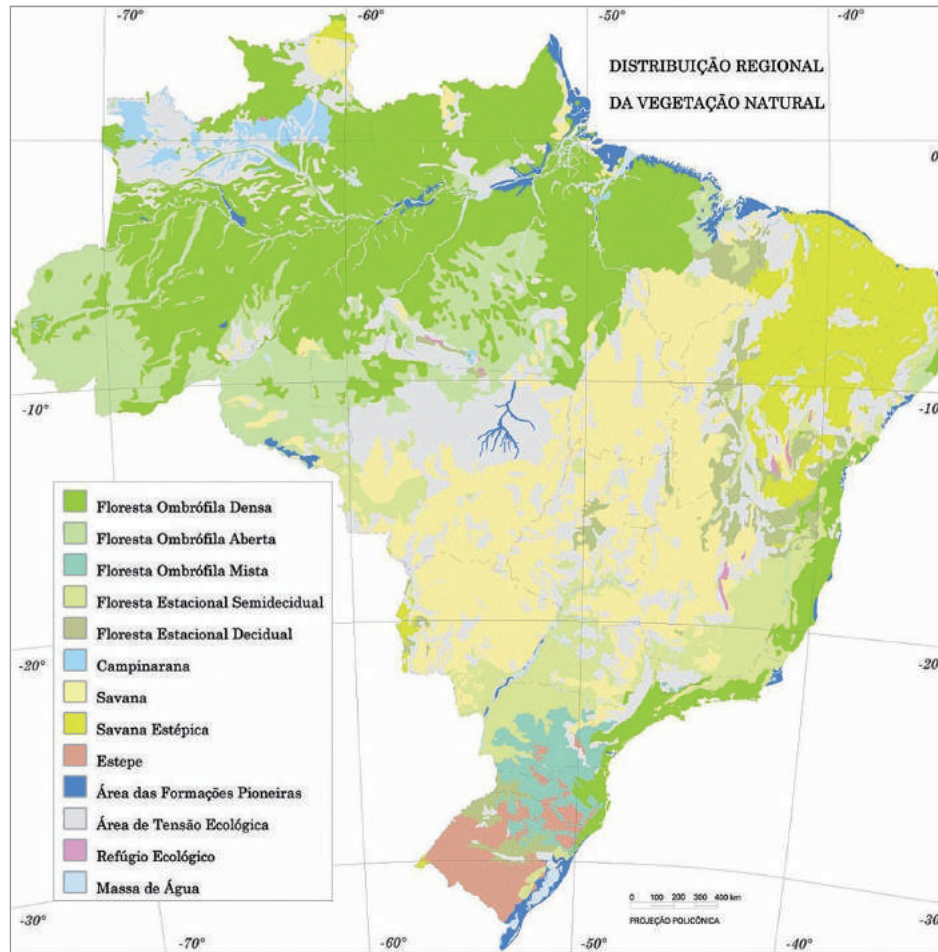 -70°
-60°
-50°
-40°
DISTRIBUIÇÃO REGIONAL
DA VEGETAÇÃO NATURAL
0
-10°
-10
Floresta Ombrófila Densa
Floresta Ombrófila Aberta
Floresta Ombrófila Mista
Floresta Estacional Semidecidual
Floresta Estacional Decidual
Campinarana
Savana
Savana Estépica
Estepe
Área das Formações Pioneiras
Área de Tensão Ecológica
Refúgio Ecológico
Massa de Água
-20°
-20
0 100 200 300 400 km
PROJEÇÃO POLICÔNICA
-30°
-30
-70°
-60°
-50°
-40°